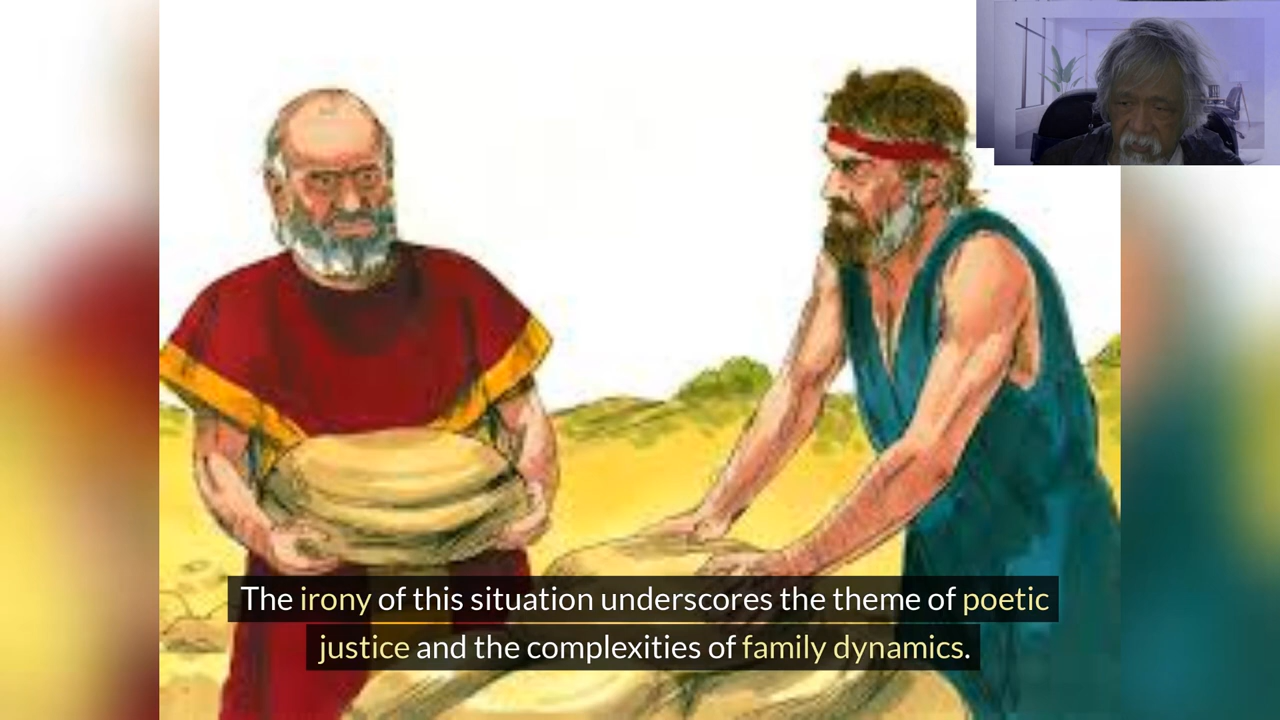 The irony of this situation underscores the theme of poetic
justice and the complexities of family dynamics.